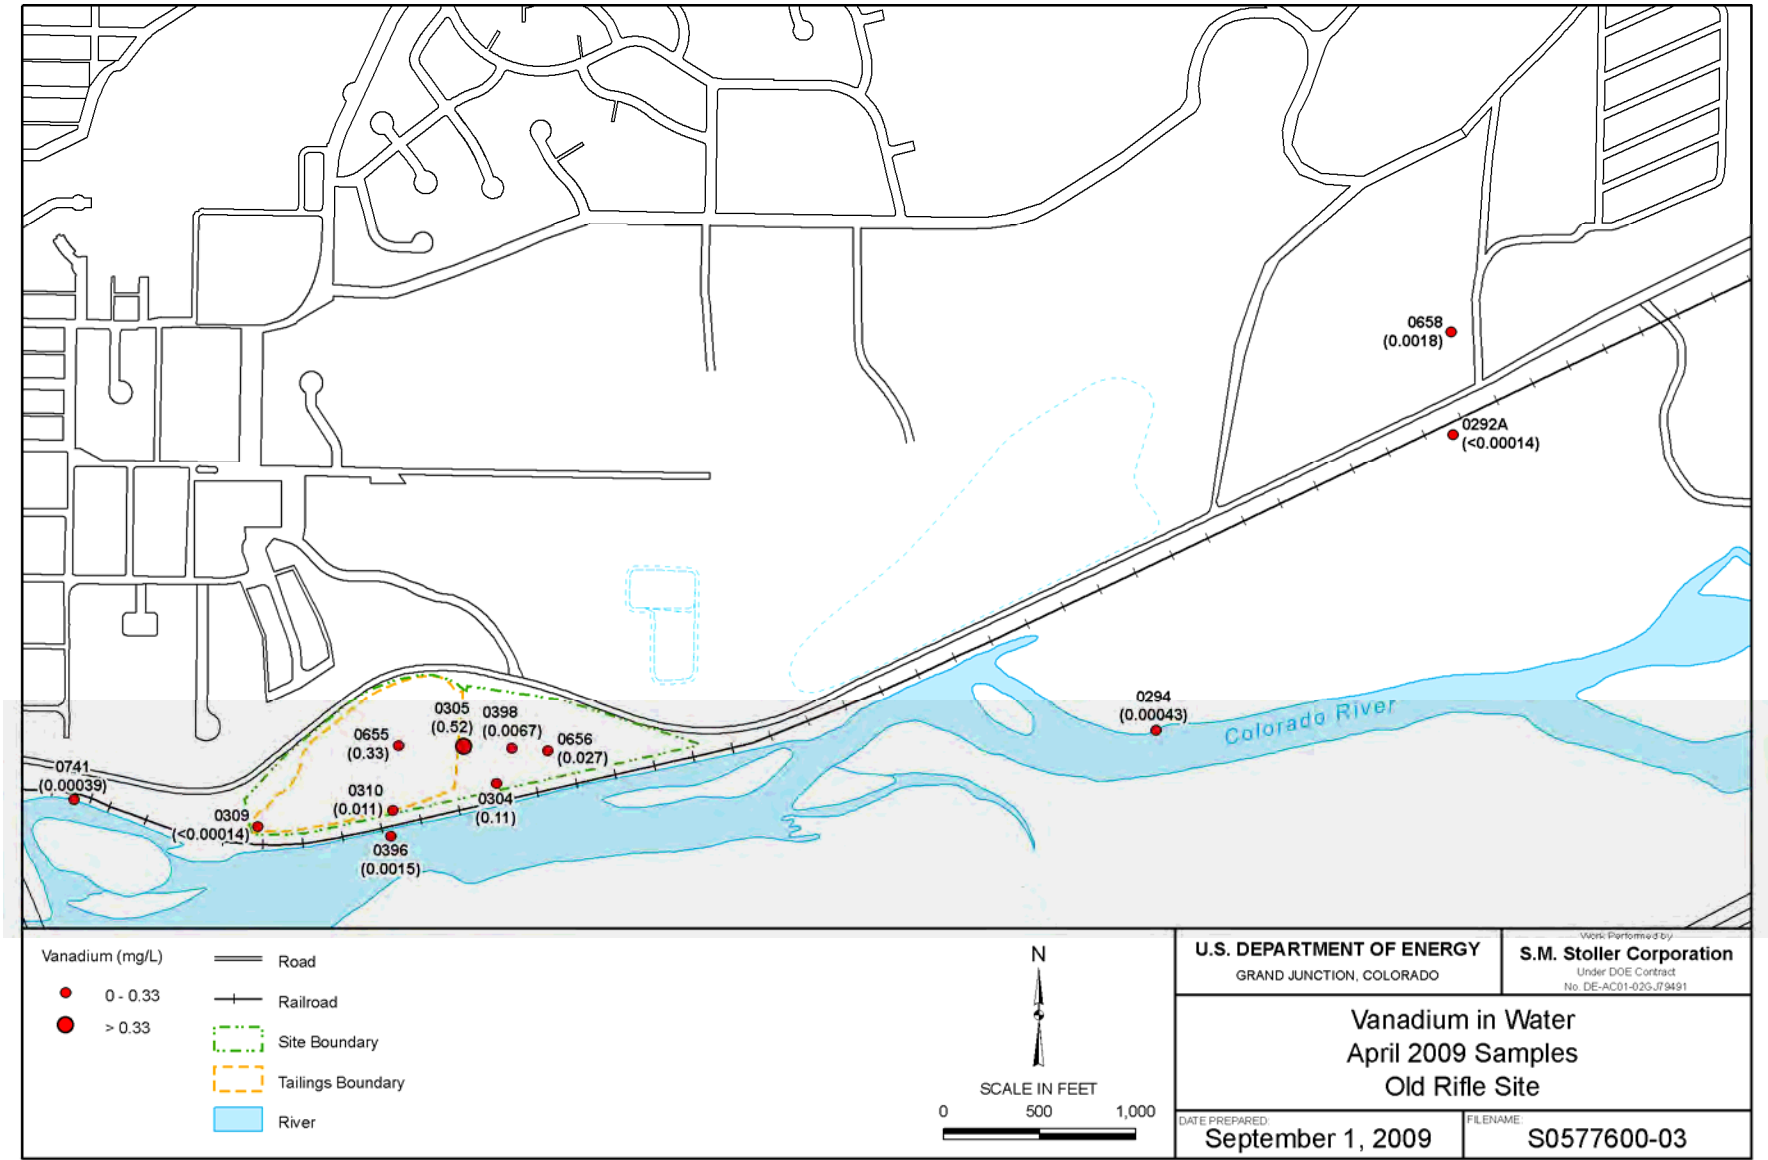 0658
(0.0018)
0292A
(<0.00014)
0294
(0.00043)
Colorado River
0305
(0.52)
0398
(0.0067)
0655
(0.33)
0656
(0.027)
0741
(0.00039)
0310
(0.011)
0304
(0.11)
0309
(<0.00014)
0396
(0.0015)
Vanadium (mg/L)
0 - 0.33
> 0.33
Road
Railroad
Site Boundary
Tailings Boundary
River
N
SCALE IN FEET
0 500 1,000
U.S. DEPARTMENT OF ENERGY
GRAND JUNCTION, COLORADO
Work Performed by
S.M. Stoller Corporation
Under DOE Contract
No. DE-AC01-02GJ79491
Vanadium in Water
April 2009 Samples
Old Rifle Site
DATE PREPARED:
September 1, 2009
FILENAME:
S0577600-03